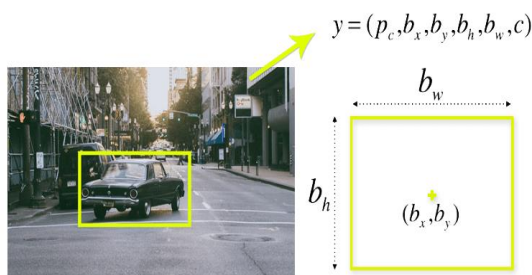 y = (p_c, b_x, b_y, b_h, b_w, c)
b_w
b_h
(b_x, b_y)